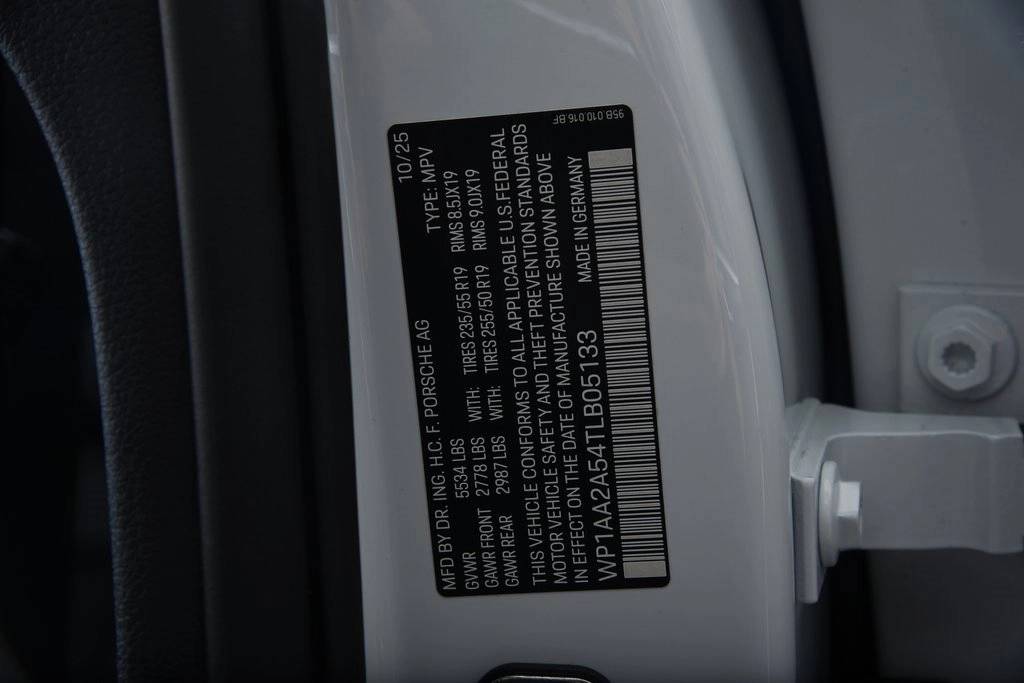 95B.010.016.BF
10/25
MFD BY DR. ING. H.C. F. PORSCHE AG TYPE: MPV
GVWR 5534 LBS WITH: TIRES 235/55 R19 RIMS 8.5JX19
GAWR FRONT 2778 LBS WITH: TIRES 255/50 R19 RIMS 9.0JX19
GAWR REAR 2987 LBS
THIS VEHICLE CONFORMS TO ALL APPLICABLE U.S. FEDERAL
MOTOR VEHICLE SAFETY AND THEFT PREVENTION STANDARDS
IN EFFECT ON THE DATE OF MANUFACTURE SHOWN ABOVE
WP1AA2A54TLB05133 MADE IN GERMANY